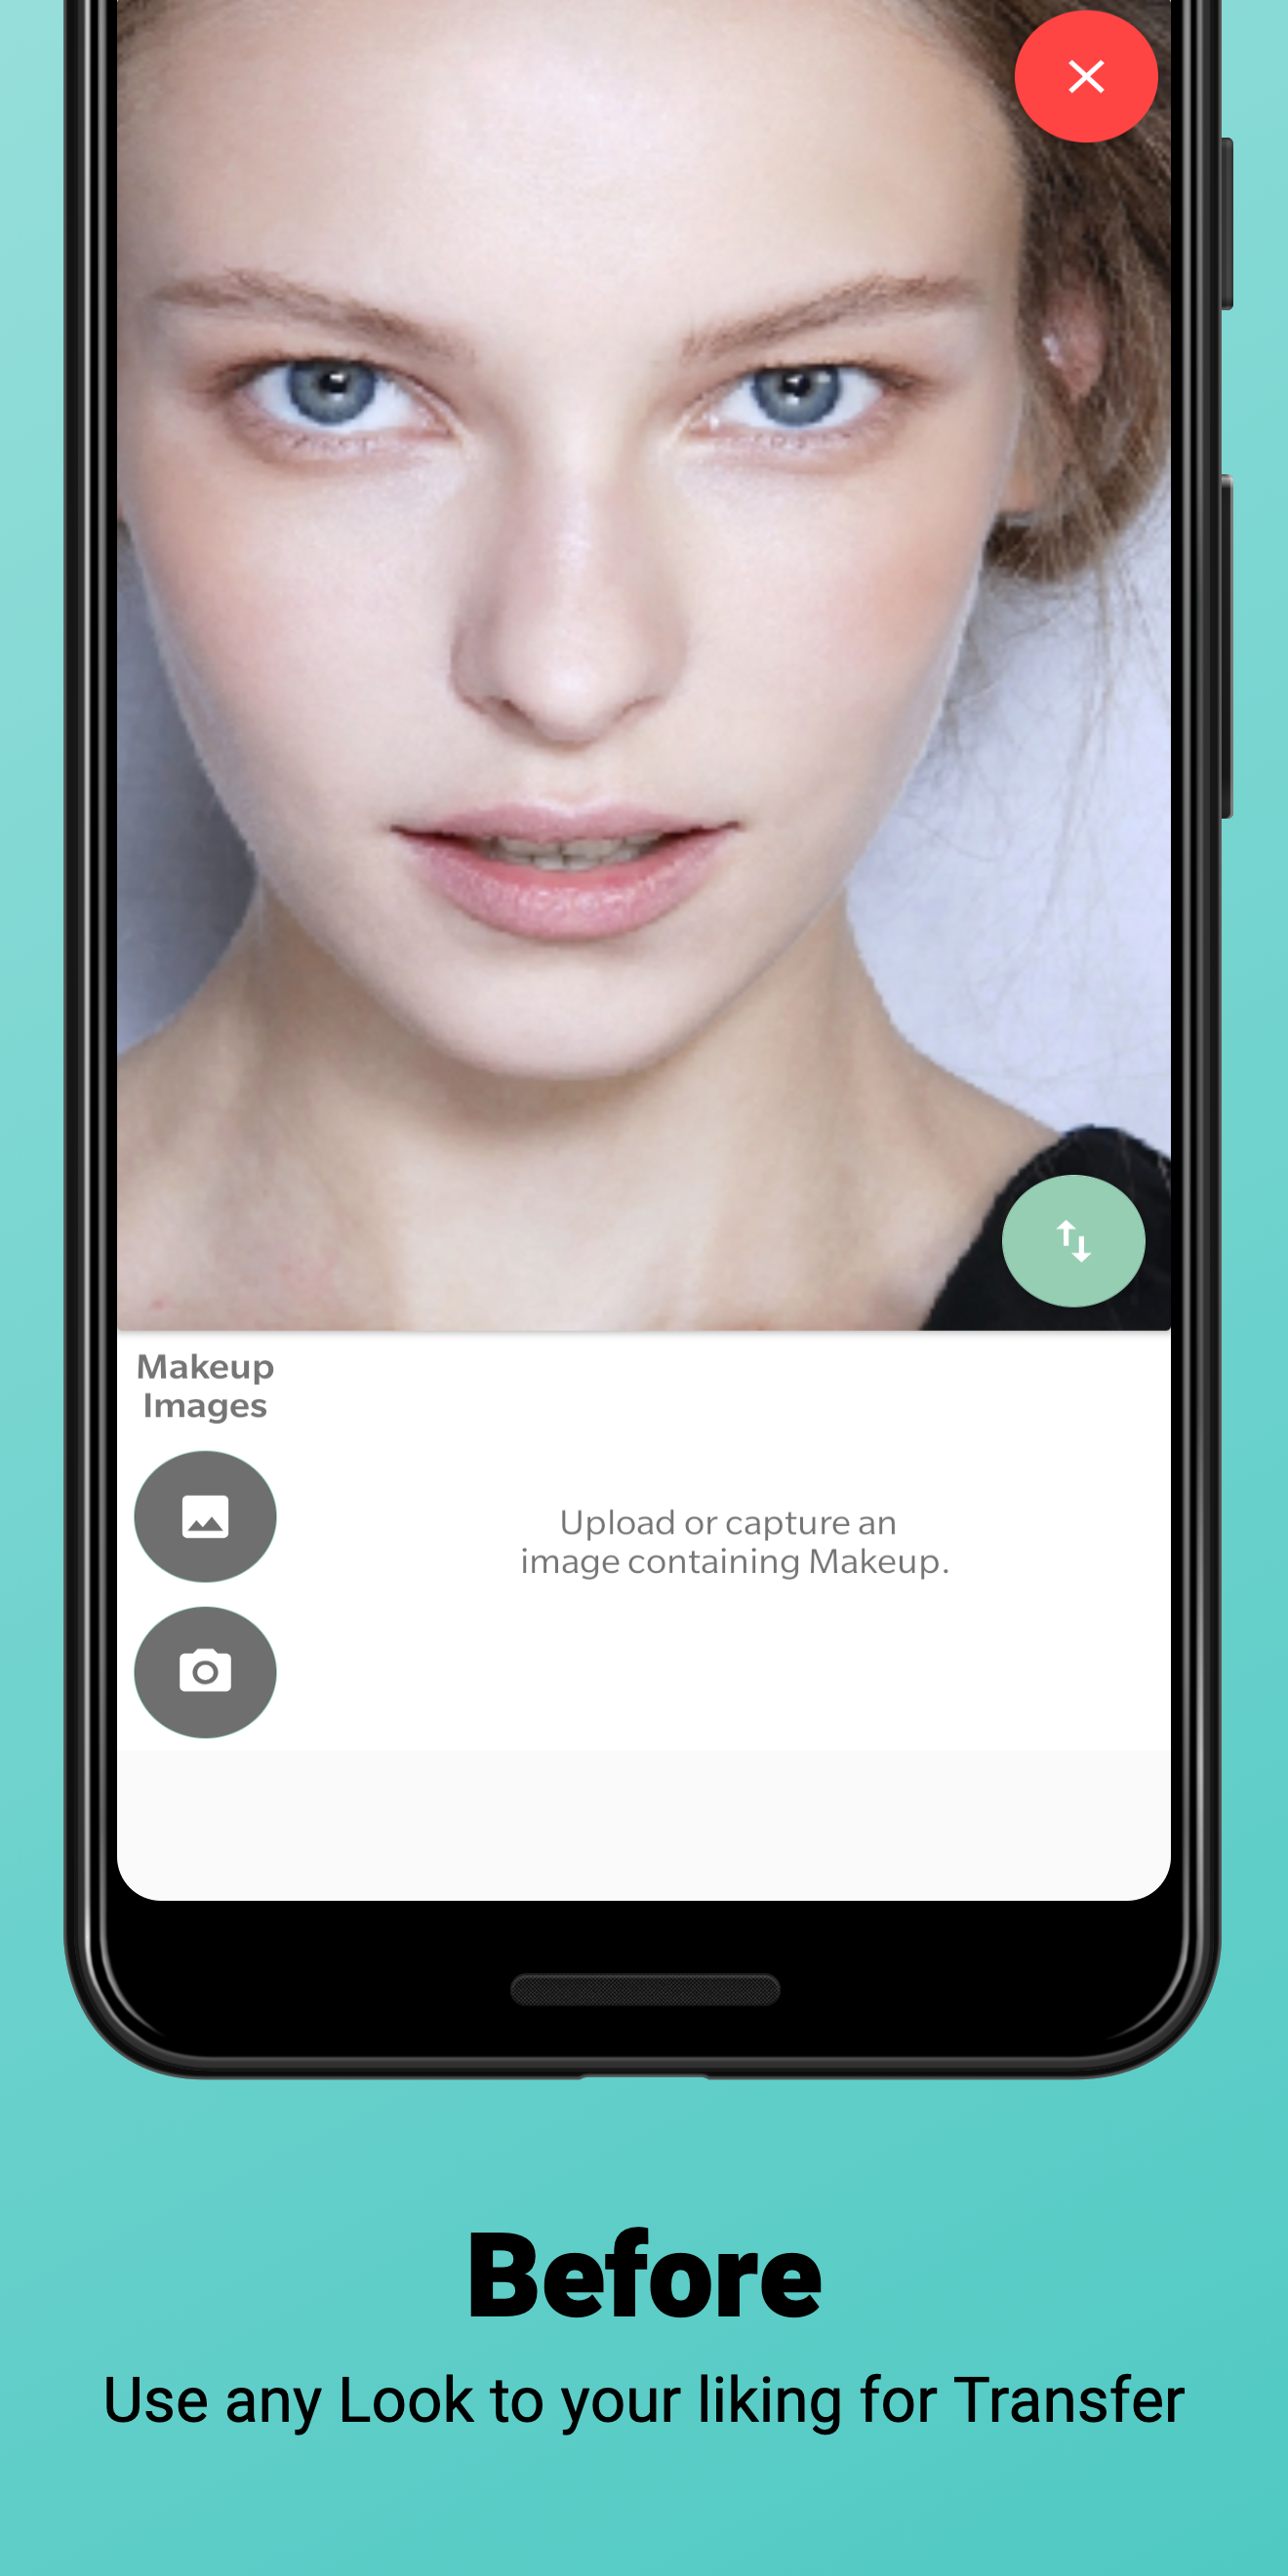 Makeup
Images
Upload or capture an
image containing Makeup.
Before
Use any Look to your liking for Transfer